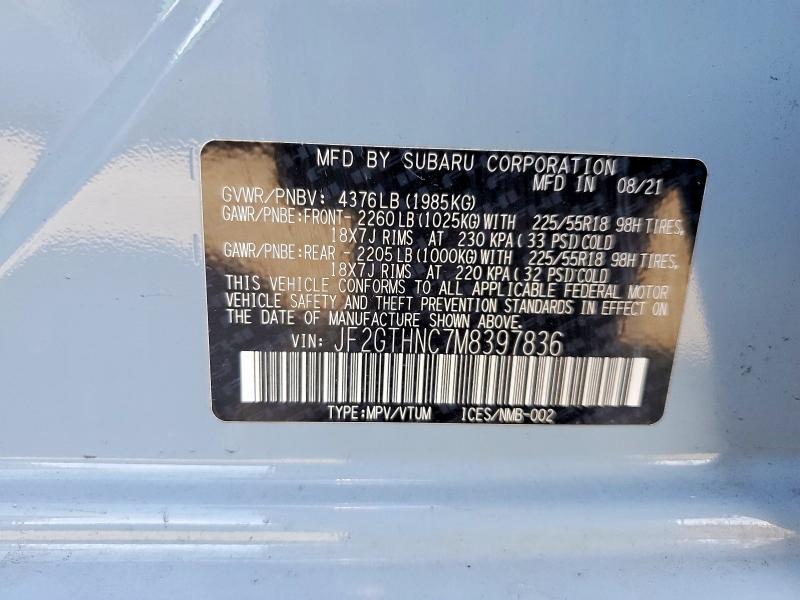 MFD BY SUBARU CORPORATION
MFD IN 08/21
GVWR/PNBV: 4376LB (1985KG)
GAWR/PNBE:FRONT- 2260LB (1025KG) WITH 225/55R18 98H TIRES,
18X7J RIMS AT 230 KPA( 33 PSI)COLD
GAWR/PNBE:REAR - 2205LB (1000KG) WITH 225/55R18 98H TIRES,
18X7J RIMS AT 220 KPA( 32 PSI)COLD
THIS VEHICLE CONFORMS TO ALL APPLICABLE FEDERAL MOTOR
VEHICLE SAFETY AND THEFT PREVENTION STANDARDS IN EFFECT ON
THE DATE OF MANUFACTURE SHOWN ABOVE.
VIN: JF2GTHNC7M8397836
TYPE:MPV/VTUM ICES/NMB-002